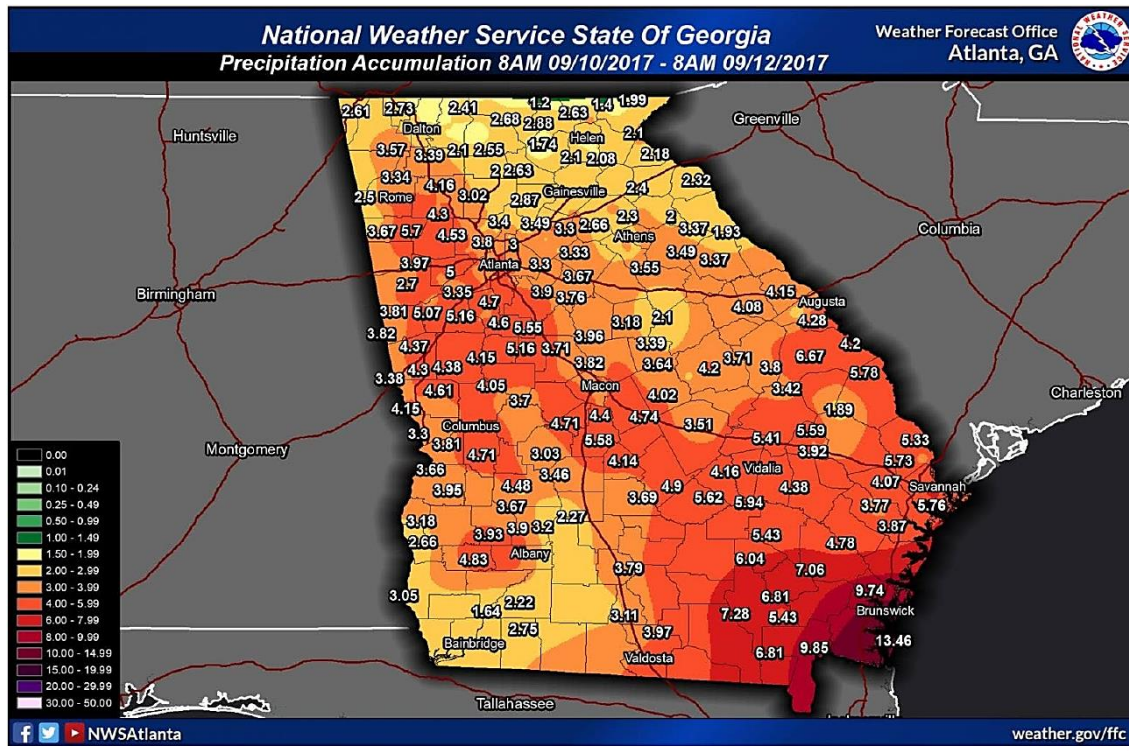 National Weather Service State Of Georgia
Precipitation Accumulation 8AM 09/10/2017 - 8AM 09/12/2017
Weather Forecast Office
Atlanta, GA
2.61 2.73 2.41 1.2 1.4 1.99
Dalton 2.68 2.88 2.63
Huntsville Helen 2.1 Greenville
3.57 3.39 2.1 2.55 1.74 2.1 2.08 2.18
3.34 4.16 2 2.63
2.5 Rome 3.02 2.87 Gainesville 2.4 2.32
4.3 3.4 3.49 3.3 2.66 2.3 2
3.67 5.7 4.53 3.8 3 Athens 3.37 1.93 Columbia
3.97 5 Atlanta 3.3 3.33 3.55 3.49 3.37
Birmingham 2.7 3.35 3.9 3.67 4.15
4.7 3.76 4.08 Augusta
3.81 5.07 5.16 4.6 5.55 3.18 2.1 4.28
3.82 4.37 5.16 3.71 3.96 3.39 4.2
4.3 4.38 4.15 3.82 3.64 4.2 3.71 3.8 6.67 5.78
3.38 4.61 4.05 Macon 3.42 Charleston
4.15 3.7 4.02 1.89
Columbus 4.71 4.4 4.74 3.51
3.3 3.81 5.58 5.41 5.59 5.33
Montgomery 4.71 3.03 4.14 3.92 5.73
3.66 3.46 4.16 Vidalia 4.07 Savannah
3.95 4.48 3.69 4.9 5.62 5.94 4.38 3.77 5.76
3.67 2.27
3.18 3.9 3.2 5.43 3.87
2.66 3.93 Albany 4.78
4.83 3.79 6.04 7.06
3.05 2.22 6.81 9.74
1.64 3.11 7.28 5.43 Brunswick
Bainbridge 2.75 3.97 13.46
Valdosta 6.81 9.85
Tallahassee
0.00
0.01
0.10 - 0.24
0.25 - 0.49
0.50 - 0.99
1.00 - 1.49
1.50 - 1.99
2.00 - 2.99
3.00 - 3.99
4.00 - 5.99
6.00 - 7.99
8.00 - 9.99
10.00 - 14.99
15.00 - 19.99
20.00 - 29.99
30.00 - 50.00
NWSAtlanta
weather.gov/ffc